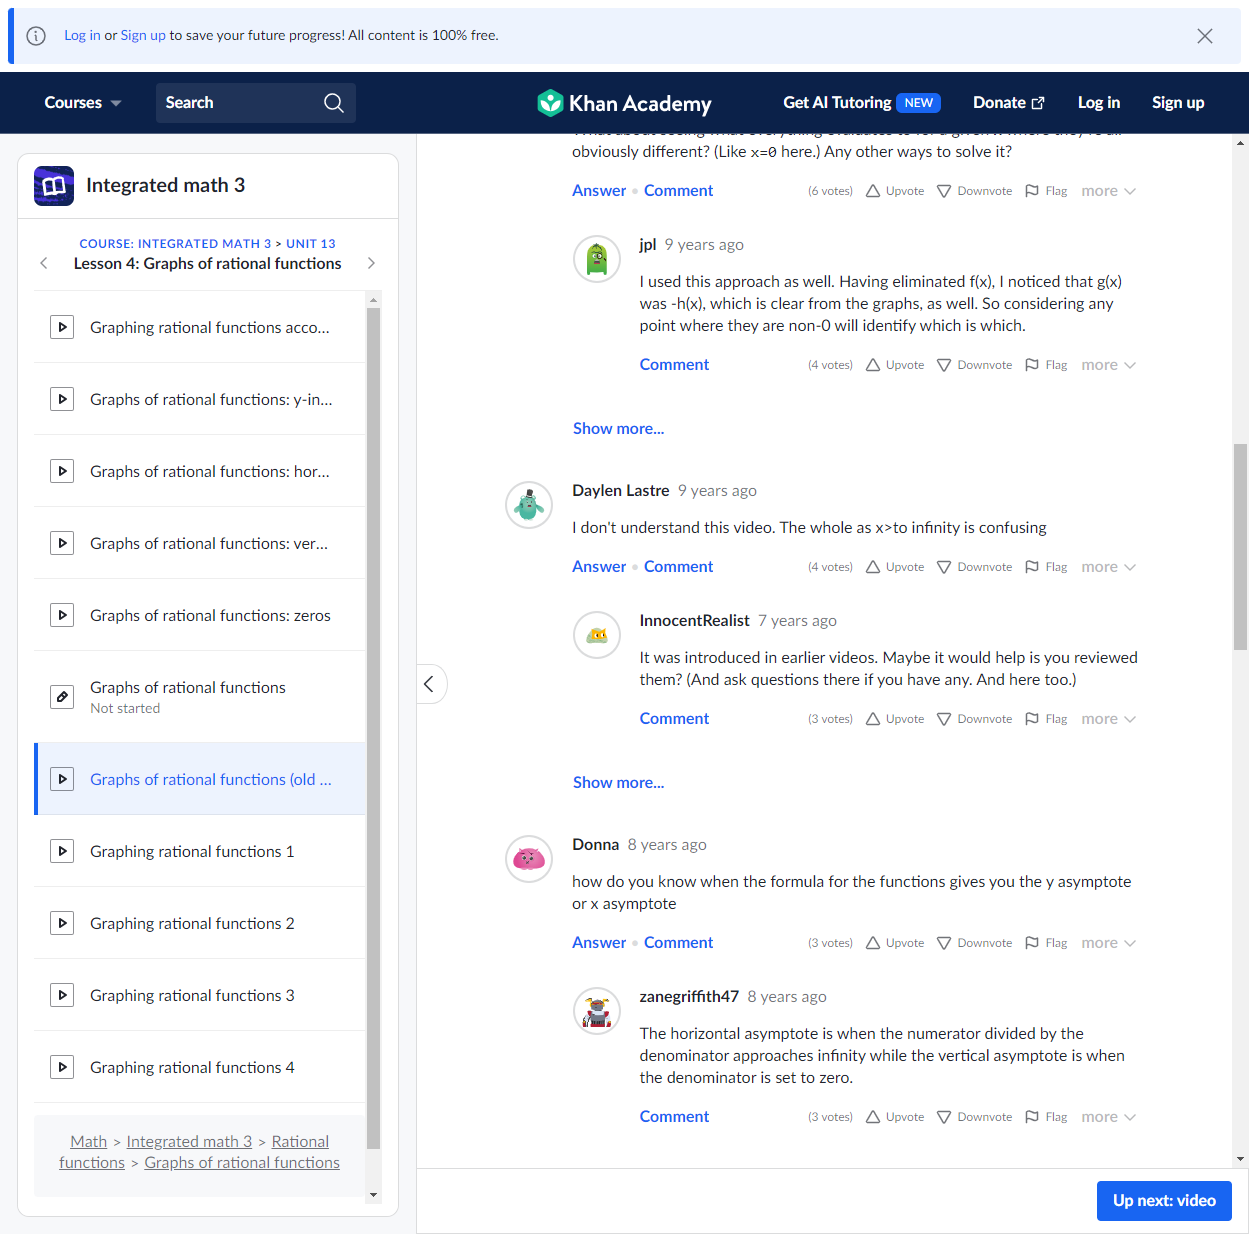 Log in or Sign up to save your future progress! All content is 100% free.
Courses
Search
Khan Academy
Get AI Tutoring NEW
Donate
Log in
Sign up
Integrated math 3
COURSE: INTEGRATED MATH 3 > UNIT 13
Lesson 4: Graphs of rational functions
Graphing rational functions acco...
Graphs of rational functions: y-in...
Graphs of rational functions: hor...
Graphs of rational functions: ver...
Graphs of rational functions: zeros
Graphs of rational functions
Not started
Graphs of rational functions (old ...
Graphing rational functions 1
Graphing rational functions 2
Graphing rational functions 3
Graphing rational functions 4
Math > Integrated math 3 > Rational
functions > Graphs of rational functions
obviously different? (Like x=0 here.) Any other ways to solve it?
Answer • Comment (6 votes) Upvote Downvote Flag more
jpl 9 years ago
I used this approach as well. Having eliminated f(x), I noticed that g(x)
was -h(x), which is clear from the graphs, as well. So considering any
point where they are non-0 will identify which is which.
Comment (4 votes) Upvote Downvote Flag more
Show more...
Daylen Lastre 9 years ago
I don't understand this video. The whole as x>to infinity is confusing
Answer • Comment (4 votes) Upvote Downvote Flag more
InnocentRealist 7 years ago
It was introduced in earlier videos. Maybe it would help is you reviewed
them? (And ask questions there if you have any. And here too.)
Comment (3 votes) Upvote Downvote Flag more
Show more...
Donna 8 years ago
how do you know when the formula for the functions gives you the y asymptote
or x asymptote
Answer • Comment (3 votes) Upvote Downvote Flag more
zanegriffith47 8 years ago
The horizontal asymptote is when the numerator divided by the
denominator approaches infinity while the vertical asymptote is when
the denominator is set to zero.
Comment (3 votes) Upvote Downvote Flag more
Up next: video